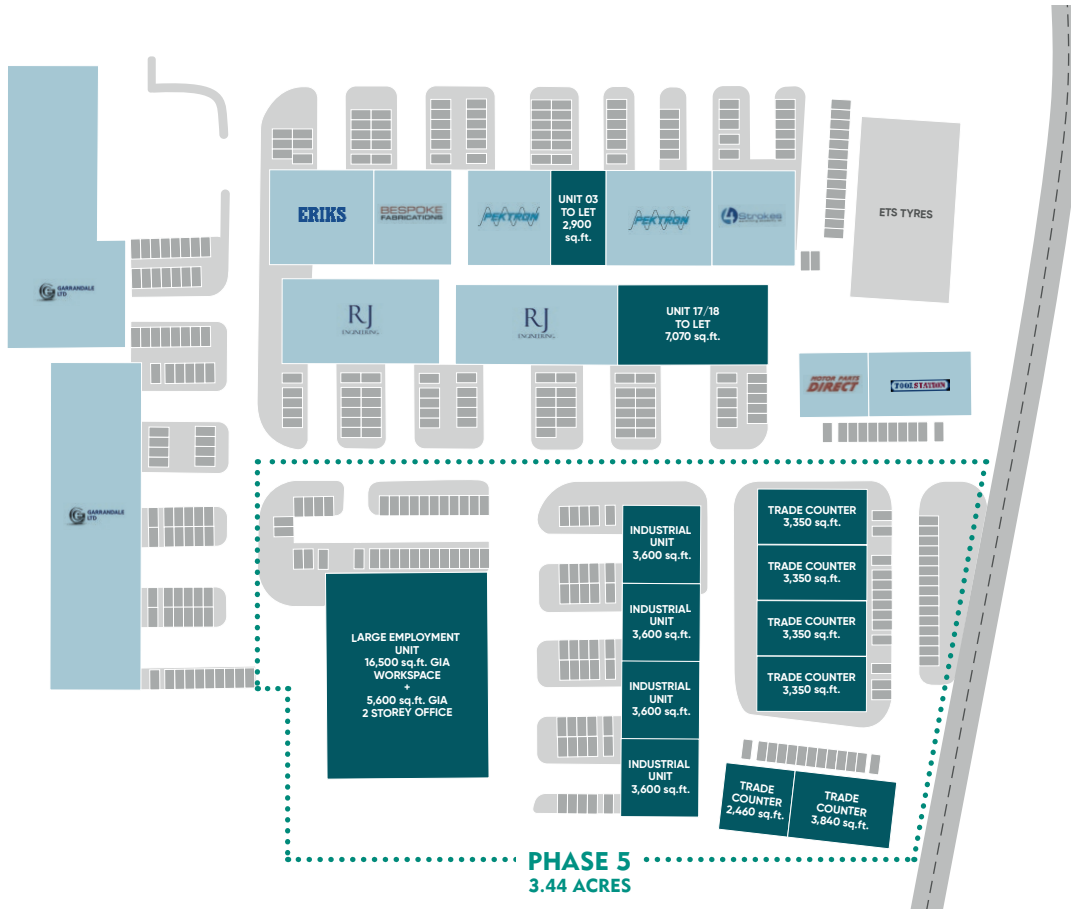 ERIKS
BESPOKE
FABRICATIONS
PEKTRON
UNIT 03
TO LET
2,900
sq.ft.
PEKTRON
4Strokes
ETS TYRES
GARRANDALE
LTD
RJ
ENGINEERING
RJ
ENGINEERING
UNIT 17/18
TO LET
7,070 sq.ft.
MOTOR PARTS
DIRECT
TOOLSTATION
GARRANDALE
LTD
INDUSTRIAL
UNIT
3,600 sq.ft.
TRADE COUNTER
3,350 sq.ft.
TRADE COUNTER
3,350 sq.ft.
INDUSTRIAL
UNIT
3,600 sq.ft.
TRADE COUNTER
3,350 sq.ft.
LARGE EMPLOYMENT
UNIT
16,500 sq.ft. GIA
WORKSPACE
+
5,600 sq.ft. GIA
2 STOREY OFFICE
INDUSTRIAL
UNIT
3,600 sq.ft.
TRADE COUNTER
3,350 sq.ft.
INDUSTRIAL
UNIT
3,600 sq.ft.
TRADE
COUNTER
2,460 sq.ft.
TRADE
COUNTER
3,840 sq.ft.
PHASE 5
3.44 ACRES